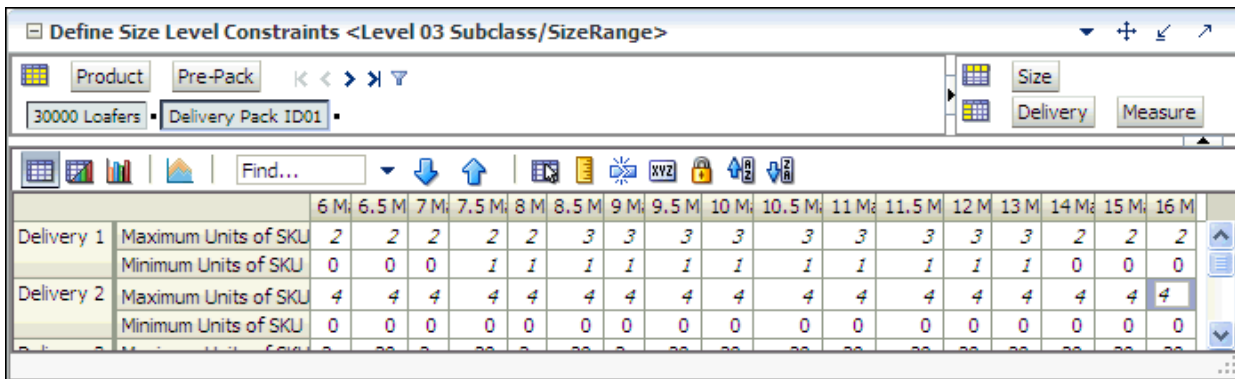 Define Size Level Constraints <Level 03 Subclass/SizeRange>
Product Pre-Pack
Size
30000 Loafers Delivery Pack ID01
Delivery Measure
Find...
XYZ
6 M 6.5 M 7 M 7.5 M 8 M 8.5 M 9 M 9.5 M 10 M 10.5 M 11 Ma 11.5 M 12 M 13 M 14 Ma 15 M 16 M
Delivery 1 Maximum Units of SKU 2 2 2 2 2 3 3 3 3 3 3 3 3 3 2 2 2
Minimum Units of SKU 0 0 0 1 1 1 1 1 1 1 1 1 1 1 0 0 0
Delivery 2 Maximum Units of SKU 4 4 4 4 4 4 4 4 4 4 4 4 4 4 4 4 4
Minimum Units of SKU 0 0 0 0 0 0 0 0 0 0 0 0 0 0 0 0 0